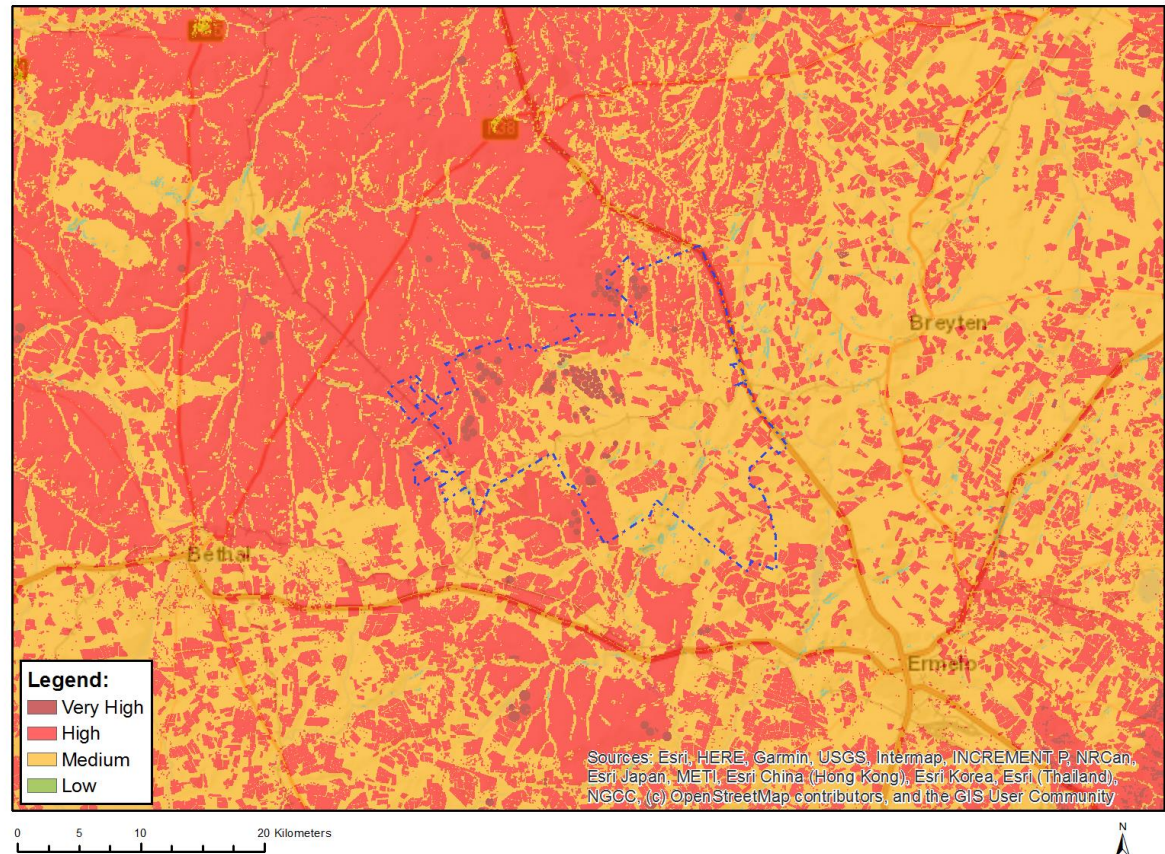 N38
Breyten
Bethal
Ermelo
Legend:
Very High
High
Medium
Low
Sources: Esri, HERE, Garmin, USGS, Intermap, INCREMENT P, NRCan,
Esri Japan, METI, Esri China (Hong Kong), Esri Korea, Esri (Thailand),
NGCC, (c) OpenStreetMap contributors, and the GIS User Community
0 5 10 20 Kilometers
N